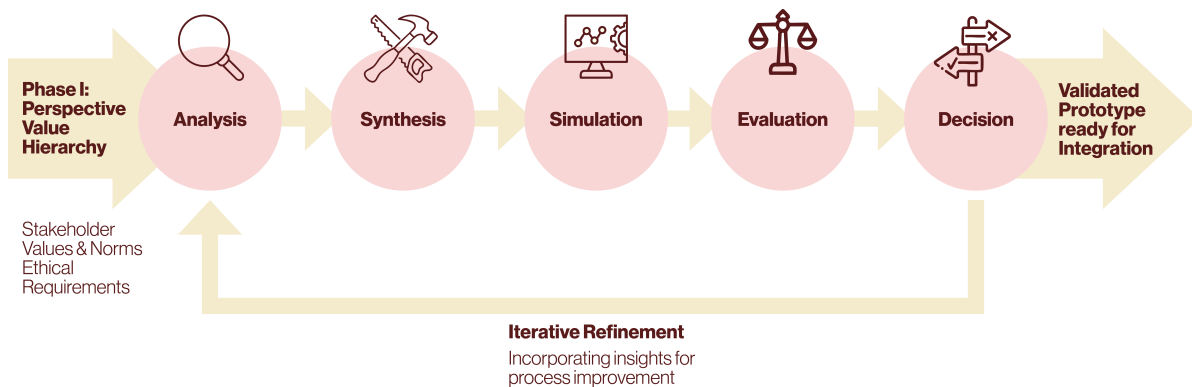 Phase I:
Perspective
Value
Hierarchy
Analysis
Synthesis
Simulation
Evaluation
Decision
Validated
Prototype
ready for
Integration
Stakeholder
Values & Norms
Ethical
Requirements
Iterative Refinement
Incorporating insights for
process improvement